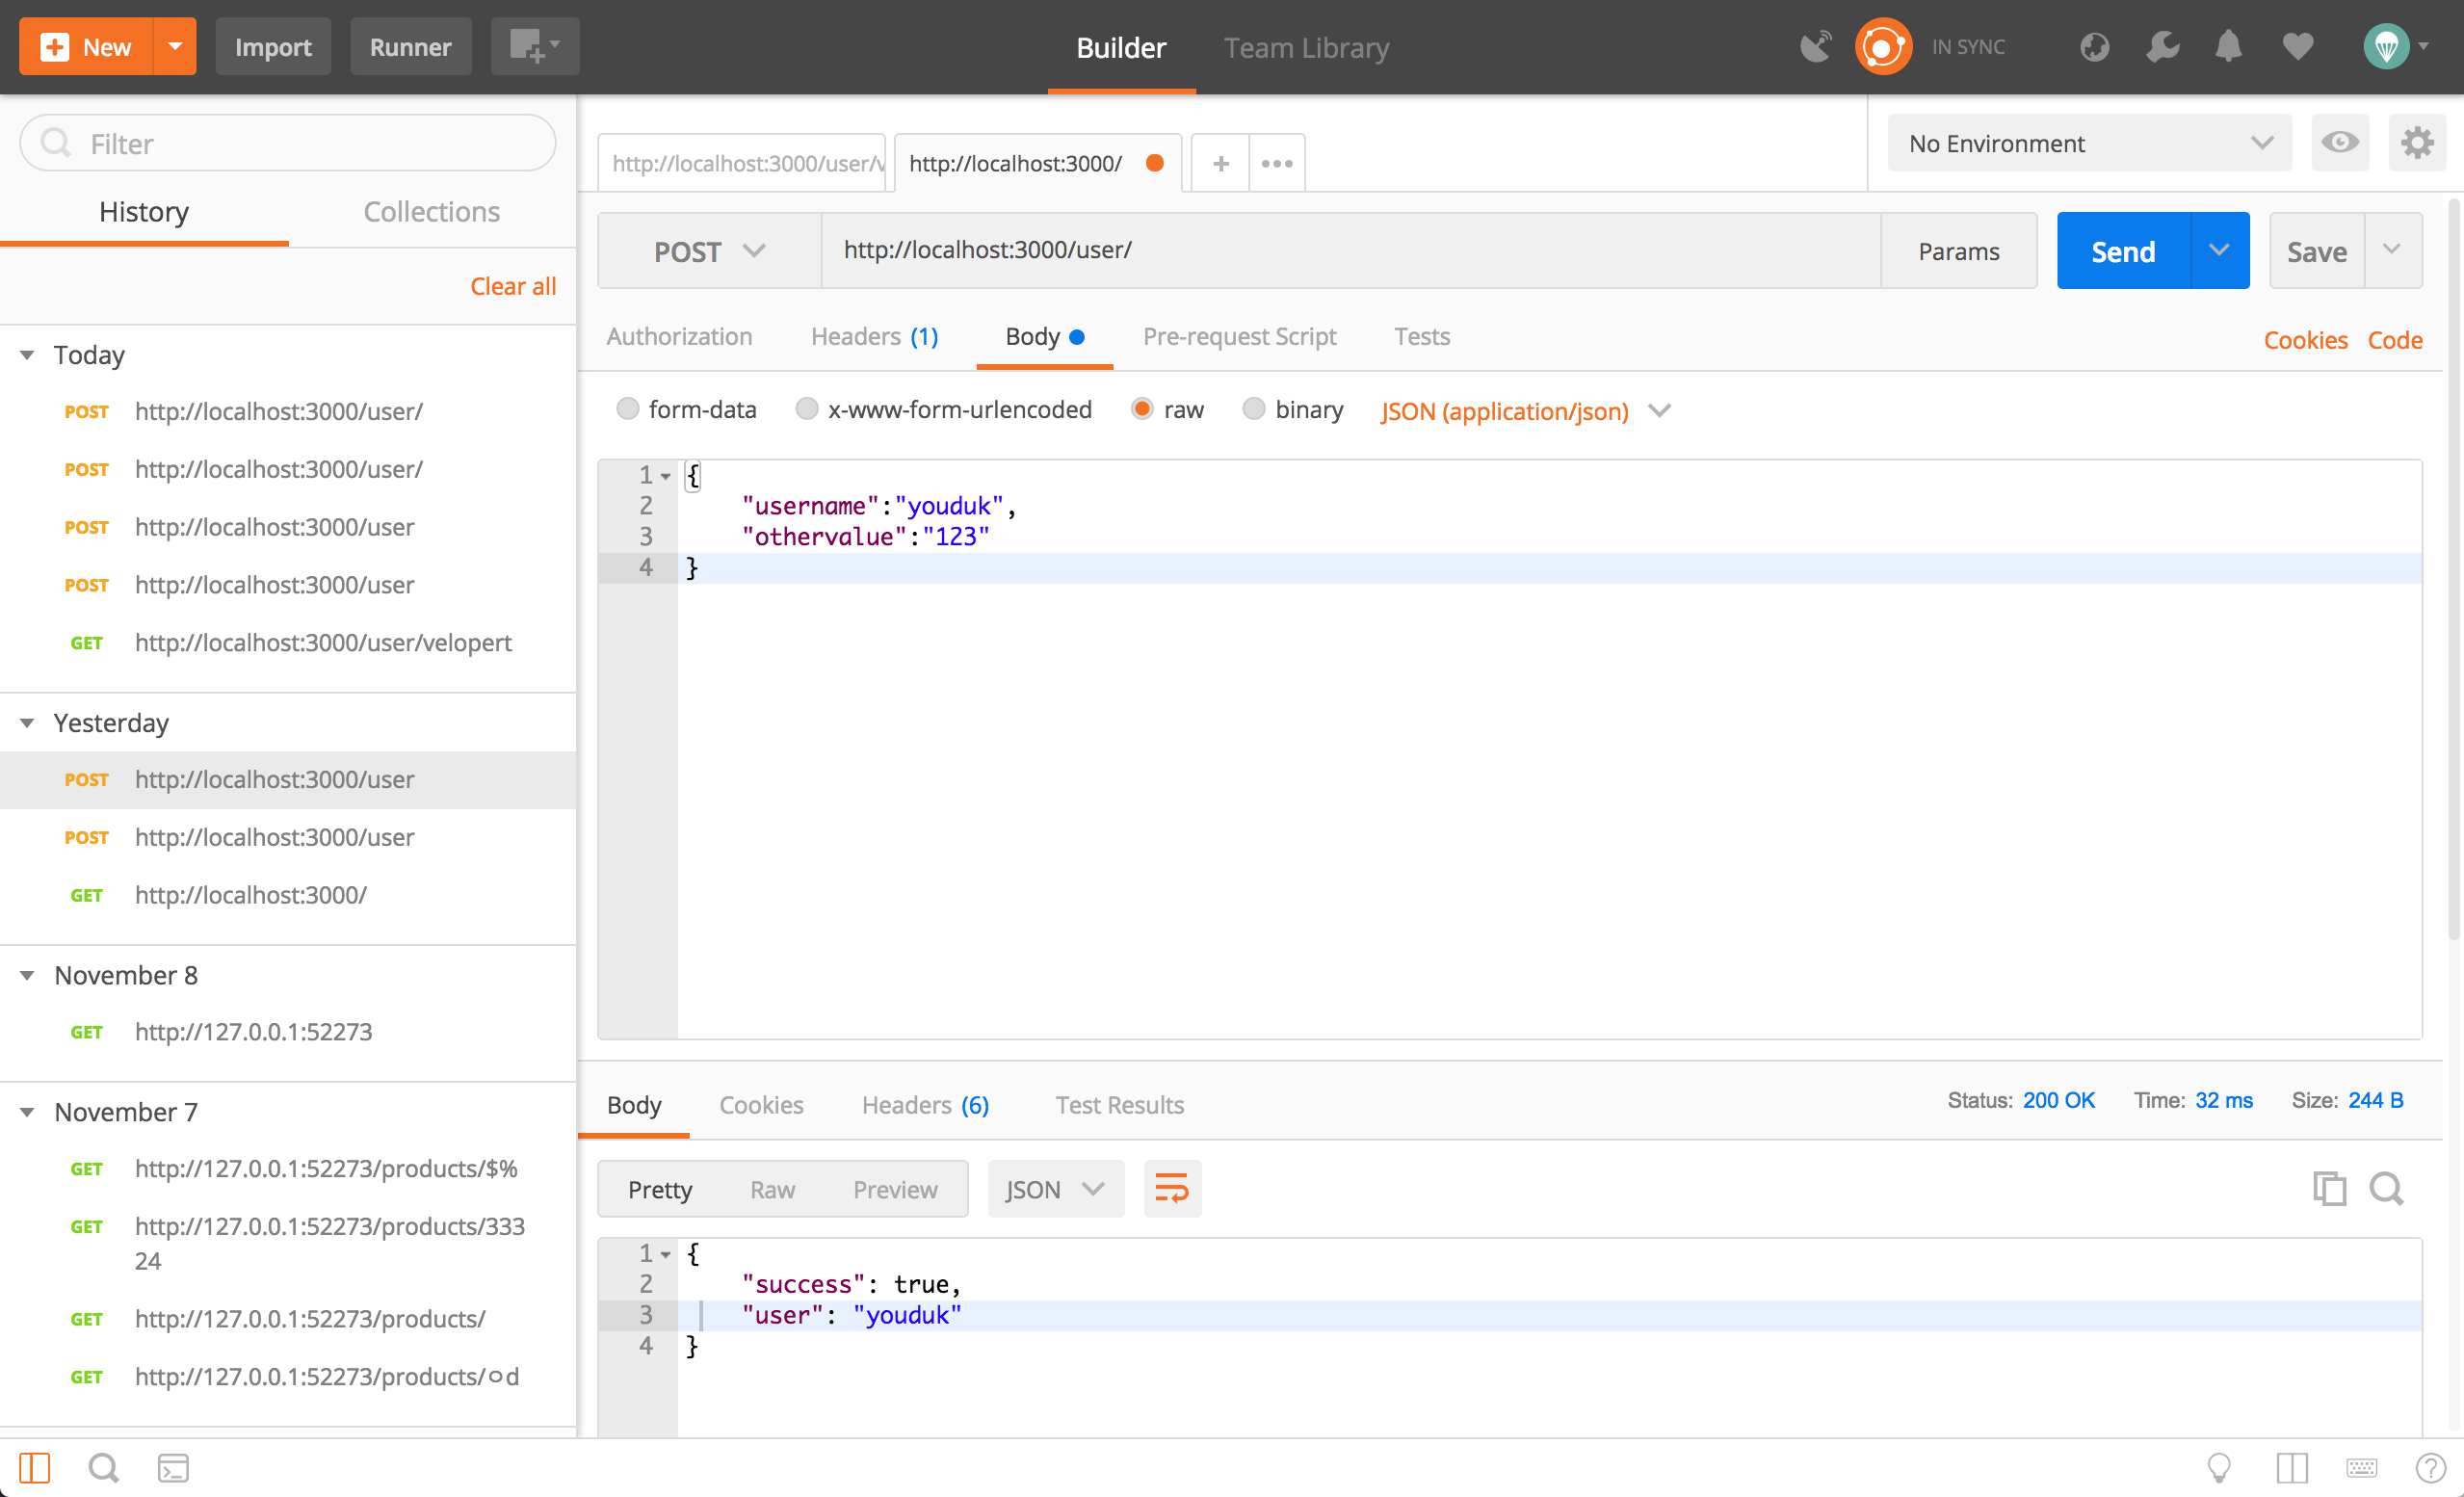 New
Import
Runner
Builder
Team Library
IN SYNC
Filter
History
Collections
Clear all
Today
POST http://localhost:3000/user/
POST http://localhost:3000/user/
POST http://localhost:3000/user
POST http://localhost:3000/user
GET http://localhost:3000/user/velopert
Yesterday
POST http://localhost:3000/user
POST http://localhost:3000/user
GET http://localhost:3000/
November 8
GET http://127.0.0.1:52273
November 7
GET http://127.0.0.1:52273/products/$%
GET http://127.0.0.1:52273/products/333
24
GET http://127.0.0.1:52273/products/
GET http://127.0.0.1:52273/products/ㅇd
http://localhost:3000/user/v
http://localhost:3000/
No Environment
POST
http://localhost:3000/user/
Params
Send
Save
Authorization
Headers (1)
Body
Pre-request Script
Tests
Cookies
Code
form-data
x-www-form-urlencoded
raw
binary
JSON (application/json)
1 {
2 "username":"youduk",
3 "othervalue":"123"
4 }
Body
Cookies
Headers (6)
Test Results
Status: 200 OK
Time: 32 ms
Size: 244 B
Pretty
Raw
Preview
JSON
1 {
2 "success": true,
3 "user": "youduk"
4 }